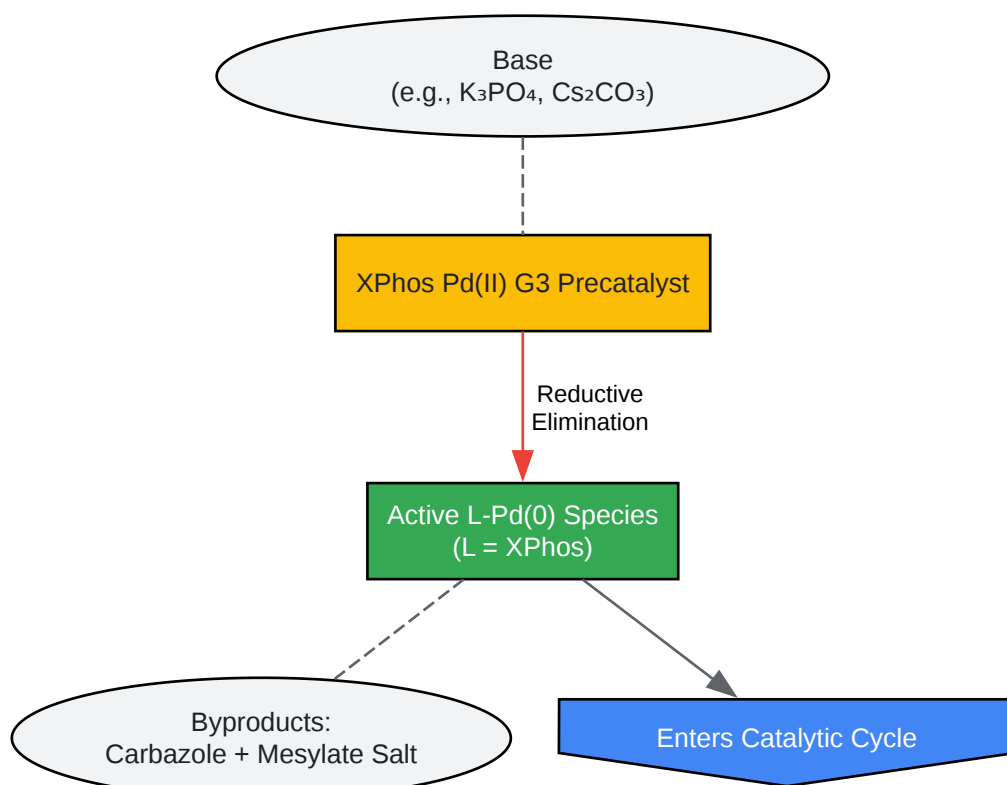 Base
(e.g., K₃PO₄, Cs₂CO₃)
XPhos Pd(II) G3 Precatalyst
Reductive
Elimination
Active L-Pd(0) Species
(L = XPhos)
Byproducts:
Carbazole + Mesylate Salt
Enters Catalytic Cycle